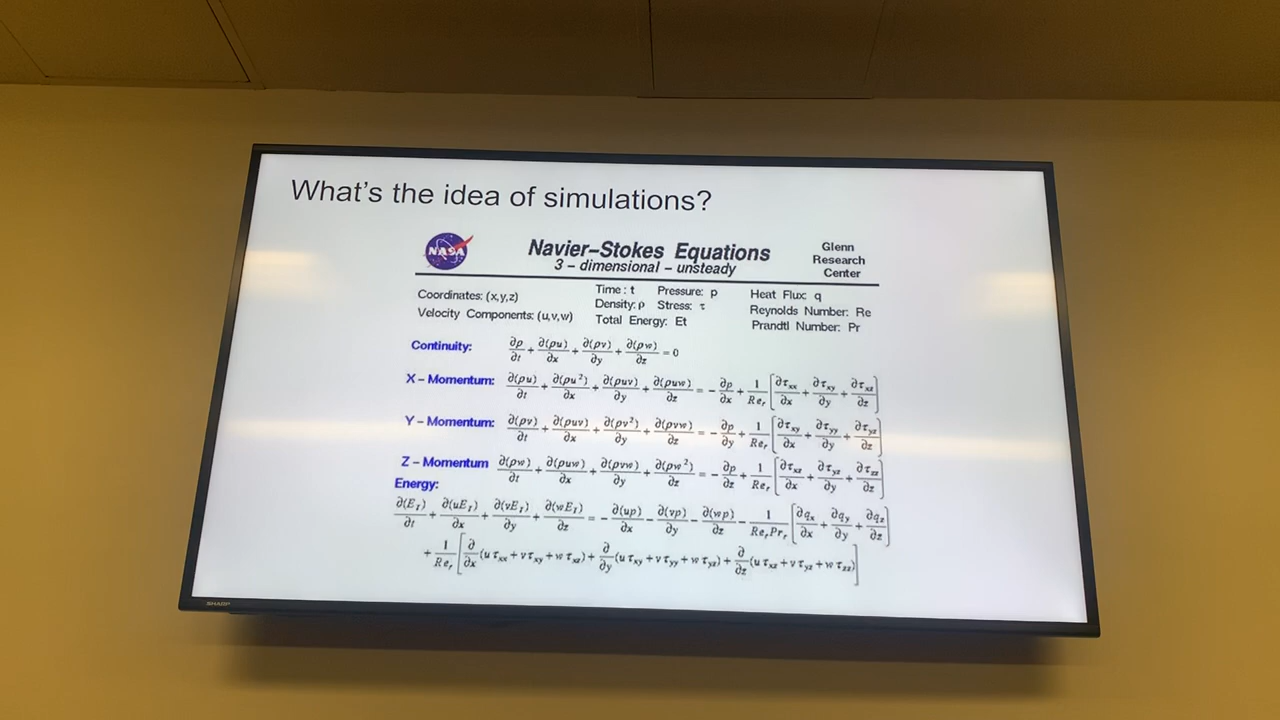 What's the idea of simulations?
NASA
Navier–Stokes Equations
3 – dimensional – unsteady
Glenn
Research
Center
Coordinates: (x,y,z)
Velocity Components: (u,v,w)
Time : t Pressure: p
Density: ρ Stress: τ
Total Energy: Et
Heat Flux: q
Reynolds Number: Re
Prandtl Number: Pr
Continuity: ∂ρ/∂t + ∂(ρu)/∂x + ∂(ρv)/∂y + ∂(ρw)/∂z = 0
X – Momentum: ∂(ρu)/∂t + ∂(ρu²)/∂x + ∂(ρuv)/∂y + ∂(ρuw)/∂z = – ∂p/∂x + 1/Re_r [∂τ_xx/∂x + ∂τ_xy/∂y + ∂τ_xz/∂z]
Y – Momentum: ∂(ρv)/∂t + ∂(ρuv)/∂x + ∂(ρv²)/∂y + ∂(ρvw)/∂z = – ∂p/∂y + 1/Re_r [∂τ_xy/∂x + ∂τ_yy/∂y + ∂τ_yz/∂z]
Z – Momentum ∂(ρw)/∂t + ∂(ρuw)/∂x + ∂(ρvw)/∂y + ∂(ρw²)/∂z = – ∂p/∂z + 1/Re_r [∂τ_xz/∂x + ∂τ_yz/∂y + ∂τ_zz/∂z]
Energy:
∂(E_T)/∂t + ∂(uE_T)/∂x + ∂(vE_T)/∂y + ∂(wE_T)/∂z = – ∂(up)/∂x – ∂(vp)/∂y – ∂(wp)/∂z – 1/Re_r Pr_r [∂q_x/∂x + ∂q_y/∂y + ∂q_z/∂z]
+ 1/Re_r [∂/∂x (u τ_xx + v τ_xy + w τ_xz) + ∂/∂y (u τ_xy + v τ_yy + w τ_yz) + ∂/∂z (u τ_xz + v τ_yz + w τ_zz)]
SHARP